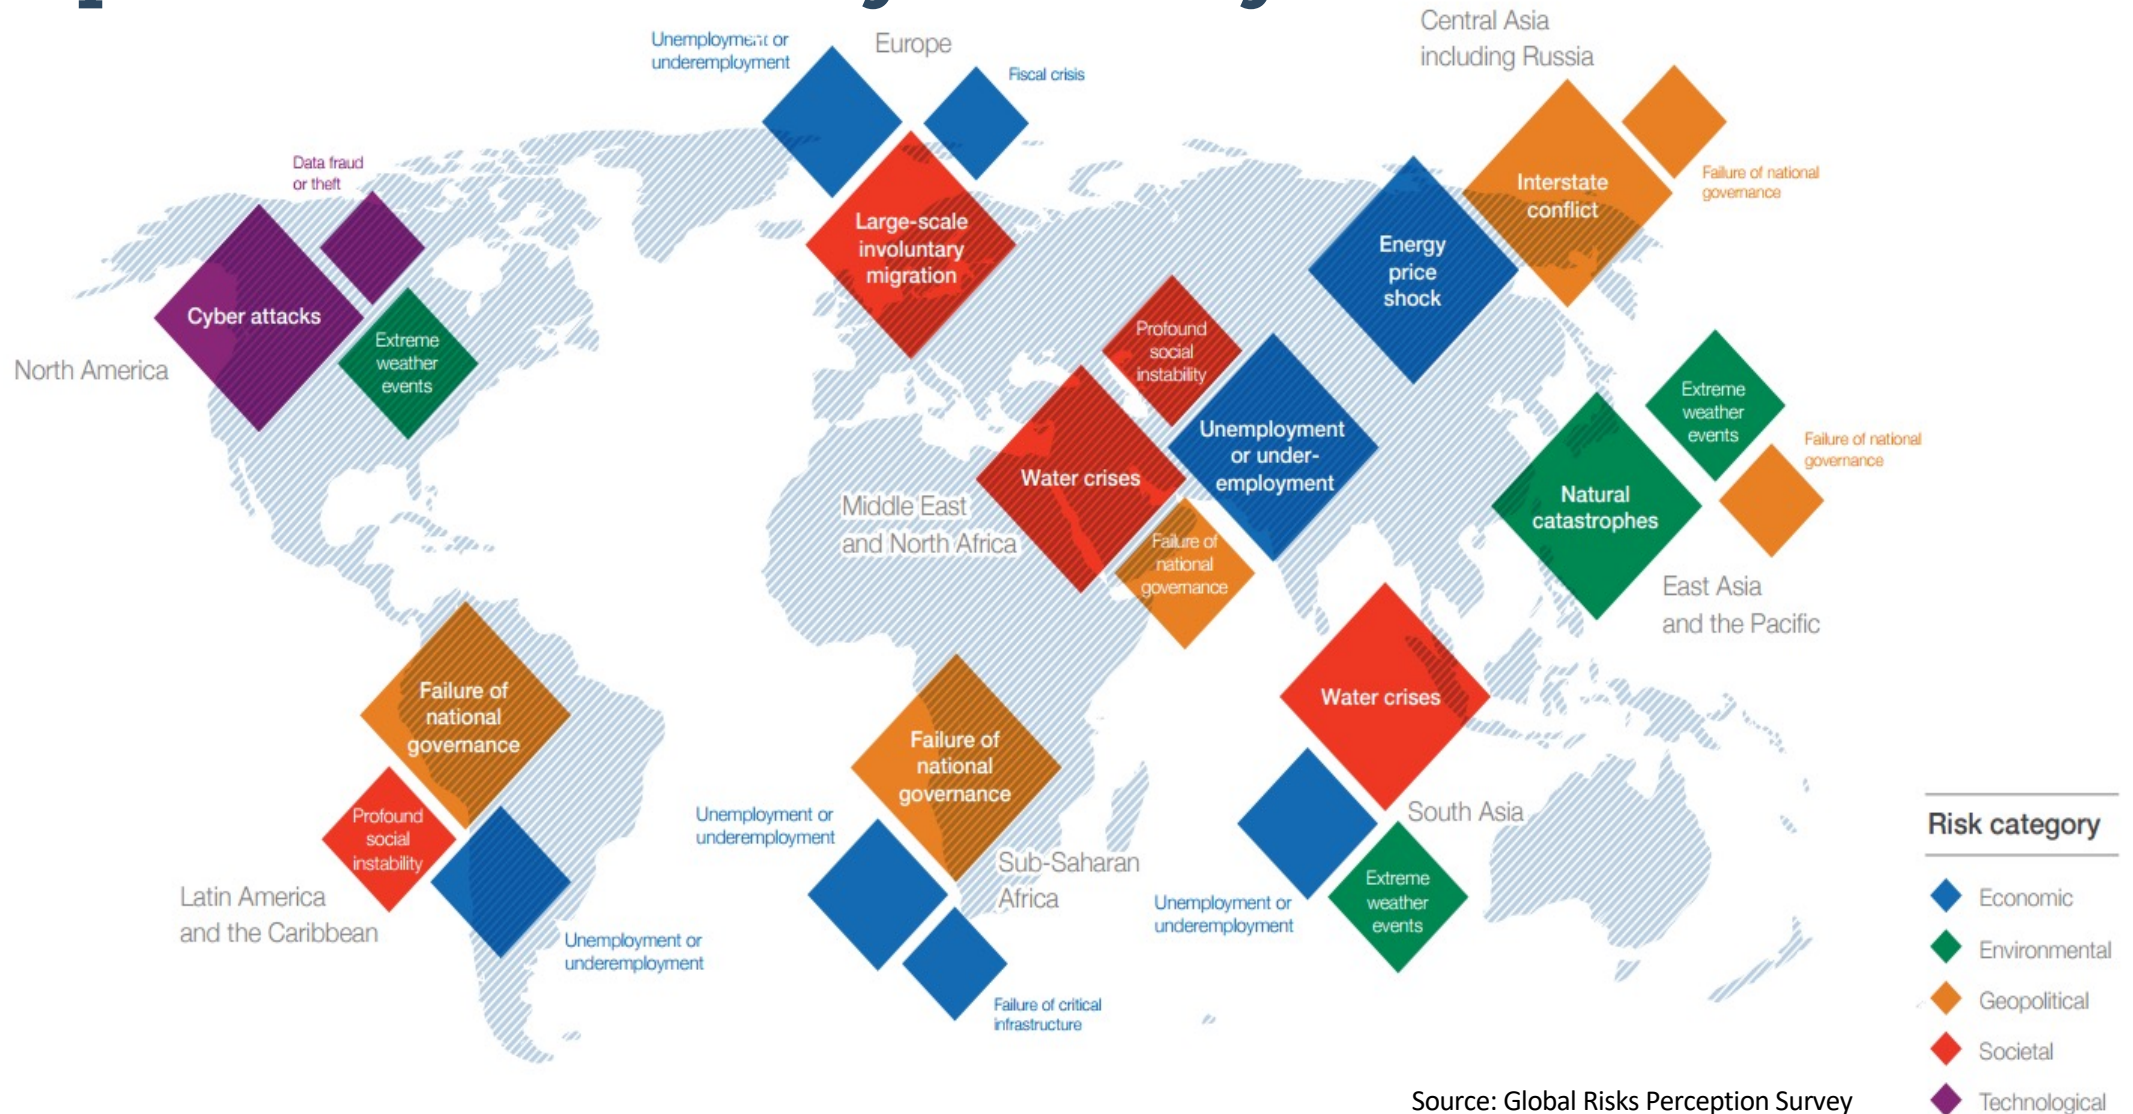 Central Asia
including Russia
Unemployment or
underemployment
Europe
Fiscal crisis
Interstate
conflict
Failure of national
governance
Data fraud
or theft
Large-scale
involuntary
migration
Energy
price
shock
Cyber attacks
Extreme
weather
events
North America
Profound
social
instability
Unemployment
or under-
employment
Water crises
Middle East
and North Africa
Failure of
national
governance
Extreme
weather
events
Failure of national
governance
Natural
catastrophes
East Asia
and the Pacific
Failure of
national
governance
Profound
social
instability
Latin America
and the Caribbean
Unemployment or
underemployment
Failure of
national
governance
Unemployment or
underemployment
Sub-Saharan
Africa
Failure of critical
infrastructure
Water crises
South Asia
Unemployment or
underemployment
Extreme
weather
events
Risk category
Economic
Environmental
Geopolitical
Societal
Technological
Source: Global Risks Perception Survey